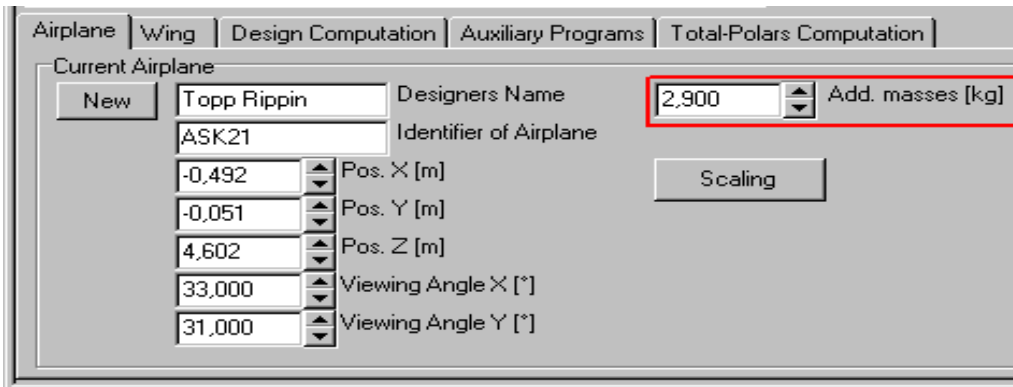 Airplane Wing Design Computation Auxiliary Programs Total-Polars Computation
Current Airplane
New Topp Rippin Designers Name 2,900 Add. masses [kg]
ASK21 Identifier of Airplane
-0,492 Pos. X [m] Scaling
-0,051 Pos. Y [m]
4,602 Pos. Z [m]
33,000 Viewing Angle X [°]
31,000 Viewing Angle Y [°]